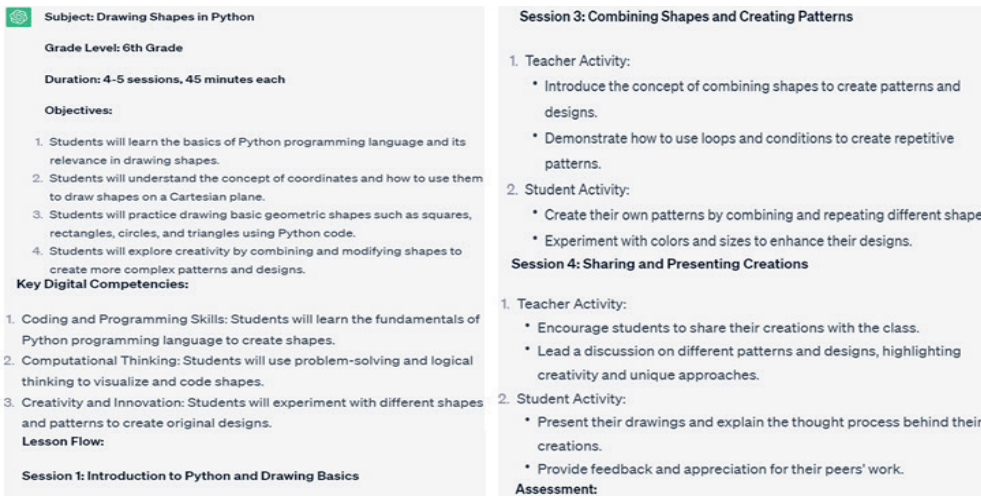 Subject: Drawing Shapes in Python
Grade Level: 6th Grade
Duration: 4-5 sessions, 45 minutes each
Objectives:
1. Students will learn the basics of Python programming language and its
relevance in drawing shapes.
2. Students will understand the concept of coordinates and how to use them
to draw shapes on a Cartesian plane.
3. Students will practice drawing basic geometric shapes such as squares,
rectangles, circles, and triangles using Python code.
4. Students will explore creativity by combining and modifying shapes to
create more complex patterns and designs.
Key Digital Competencies:
1. Coding and Programming Skills: Students will learn the fundamentals of
Python programming language to create shapes.
2. Computational Thinking: Students will use problem-solving and logical
thinking to visualize and code shapes.
3. Creativity and Innovation: Students will experiment with different shapes
and patterns to create original designs.
Lesson Flow:
Session 1: Introduction to Python and Drawing Basics
Session 3: Combining Shapes and Creating Patterns
1. Teacher Activity:
• Introduce the concept of combining shapes to create patterns and
designs.
• Demonstrate how to use loops and conditions to create repetitive
patterns.
2. Student Activity:
• Create their own patterns by combining and repeating different shape
• Experiment with colors and sizes to enhance their designs.
Session 4: Sharing and Presenting Creations
1. Teacher Activity:
• Encourage students to share their creations with the class.
• Lead a discussion on different patterns and designs, highlighting
creativity and unique approaches.
2. Student Activity:
• Present their drawings and explain the thought process behind their
creations.
• Provide feedback and appreciation for their peers' work.
Assessment: